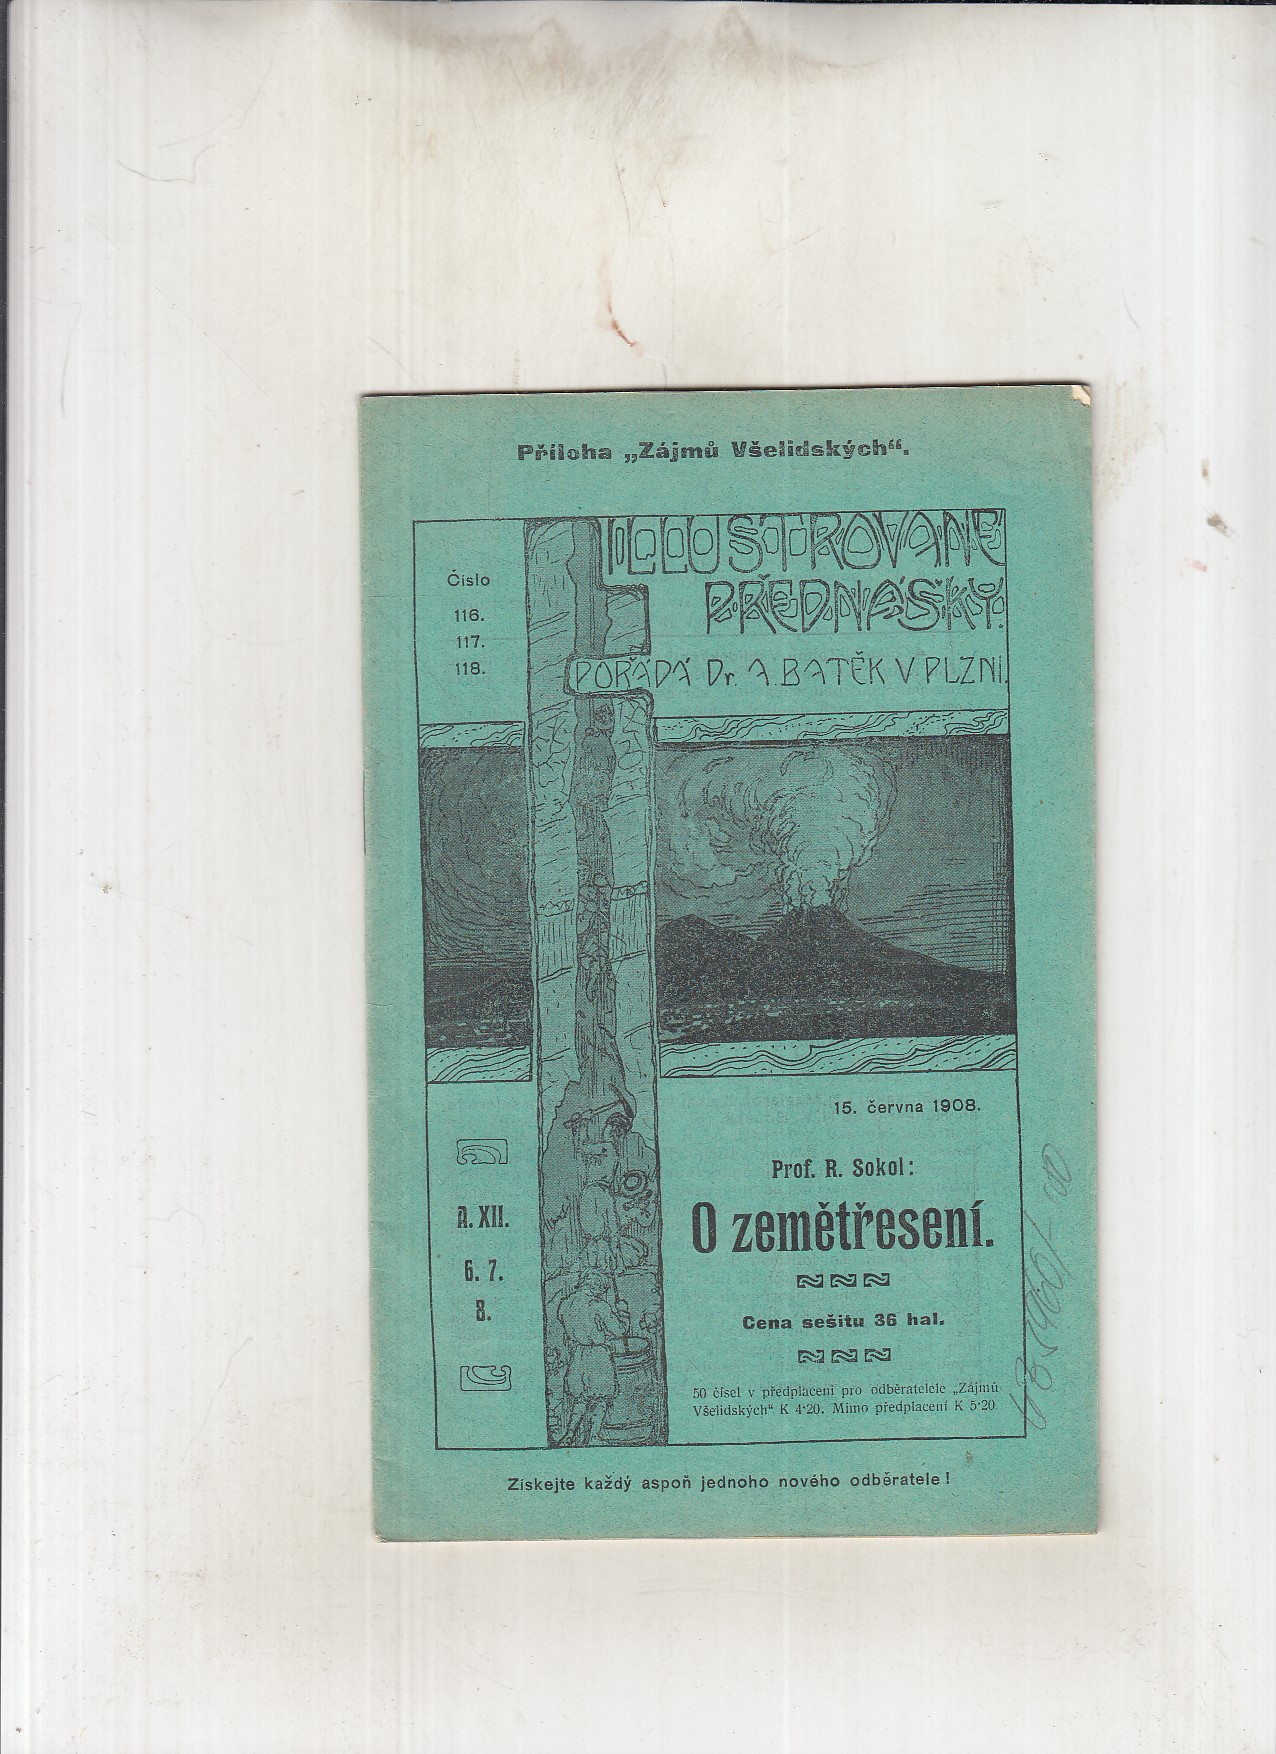 Příloha „Zájmů Všelidských“.
ILLUSTROVANÉ
PŘEDNÁŠKY.
POŘÁDÁ Dr. A. BATĚK V PLZNI.
Číslo
116.
117.
118.
15. června 1908.
Prof. R. Sokol:
O zemětřesení.
Cena sešitu 36 hal.
50 čísel v předplacení pro odběratele „Zájmů
Všelidských“ K 4·20. Mimo předplacení K 5·20.
A. XII.
6. 7.
8.
Získejte každý aspoň jednoho nového odběratele!